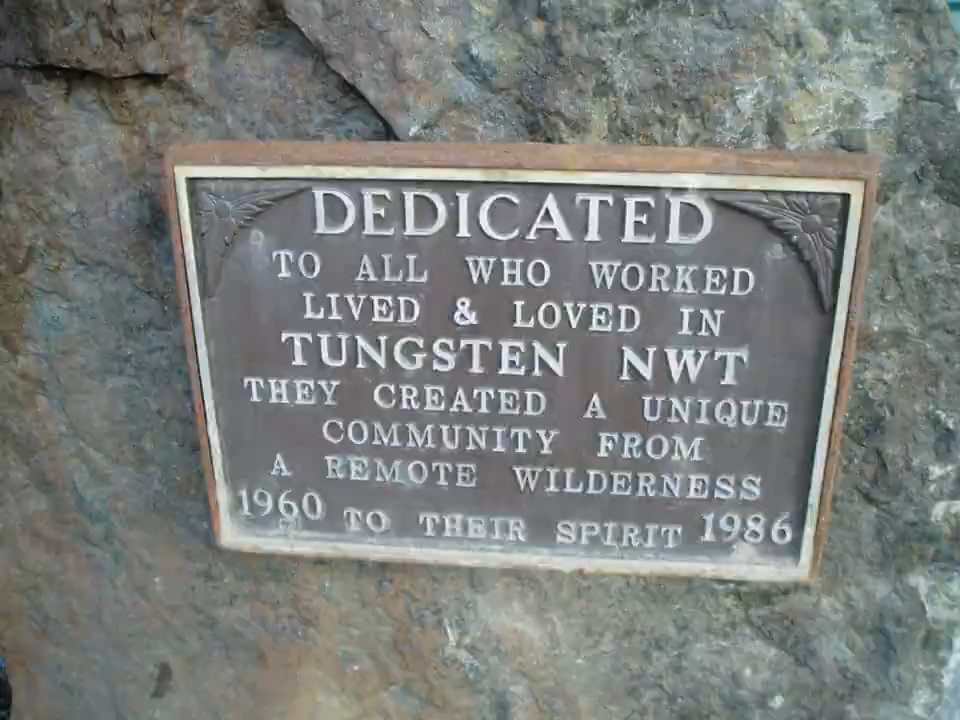 DEDICATED
TO ALL WHO WORKED
LIVED & LOVED IN
TUNGSTEN NWT
THEY CREATED A UNIQUE
COMMUNITY FROM
A REMOTE WILDERNESS
1960 TO THEIR SPIRIT 1986